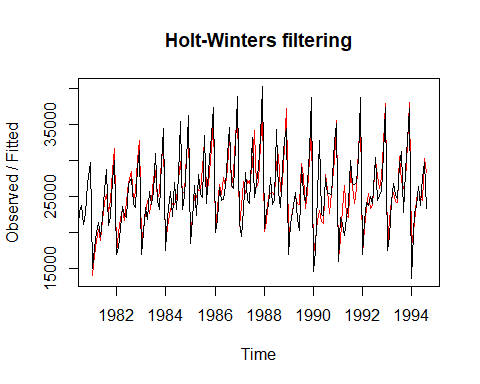 Holt-Winters filtering
Observed / Fitted
35000
25000
15000
1982 1984 1986 1988 1990 1992 1994
Time